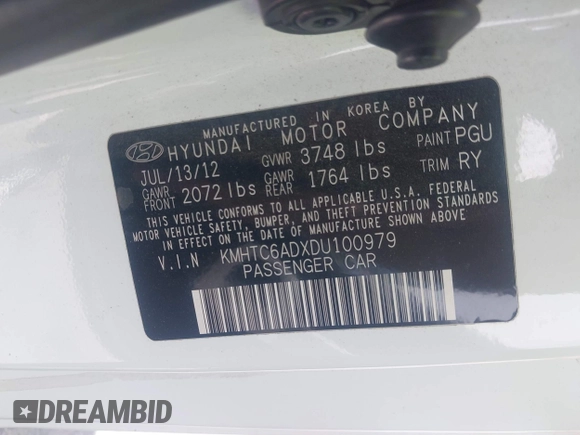 MANUFACTURED IN KOREA BY
HYUNDAI MOTOR COMPANY
JUL/13/12 GVWR 3748 lbs PAINT PGU
GAWR FRONT 2072 lbs GAWR REAR 1764 lbs TRIM RY
THIS VEHICLE CONFORMS TO ALL APPLICABLE U.S.A. FEDERAL
MOTOR VEHICLE SAFETY, BUMPER, AND THEFT PREVENTION STANDARDS
IN EFFECT ON THE DATE OF MANUFACTURE SHOWN ABOVE.
V.I.N KMHTC6ADXDU100979
PASSENGER CAR
DREAMBID